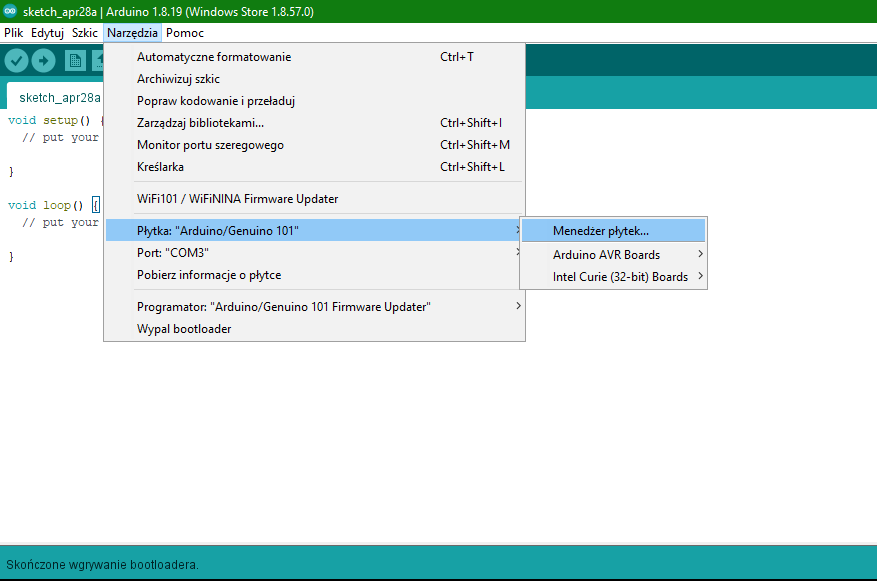 sketch_apr28a | Arduino 1.8.19 (Windows Store 1.8.57.0)
Plik Edytuj Szkic Narzędzia Pomoc
Automatyczne formatowanie Ctrl+T
Archiwizuj szkic
Popraw kodowanie i przeładuj
Zarządzaj bibliotekami... Ctrl+Shift+I
Monitor portu szeregowego Ctrl+Shift+M
Kreślarka Ctrl+Shift+L
WiFi101 / WiFiNINA Firmware Updater
Płytka: "Arduino/Genuino 101"
Port: "COM3"
Pobierz informacje o płytce
Programator: "Arduino/Genuino 101 Firmware Updater"
Wypal bootloader
Menedżer płytek...
Arduino AVR Boards
Intel Curie (32-bit) Boards
sketch_apr28a
void setup() {
// put your
}
void loop() {
// put your
}
Skończone wgrywanie bootloadera.